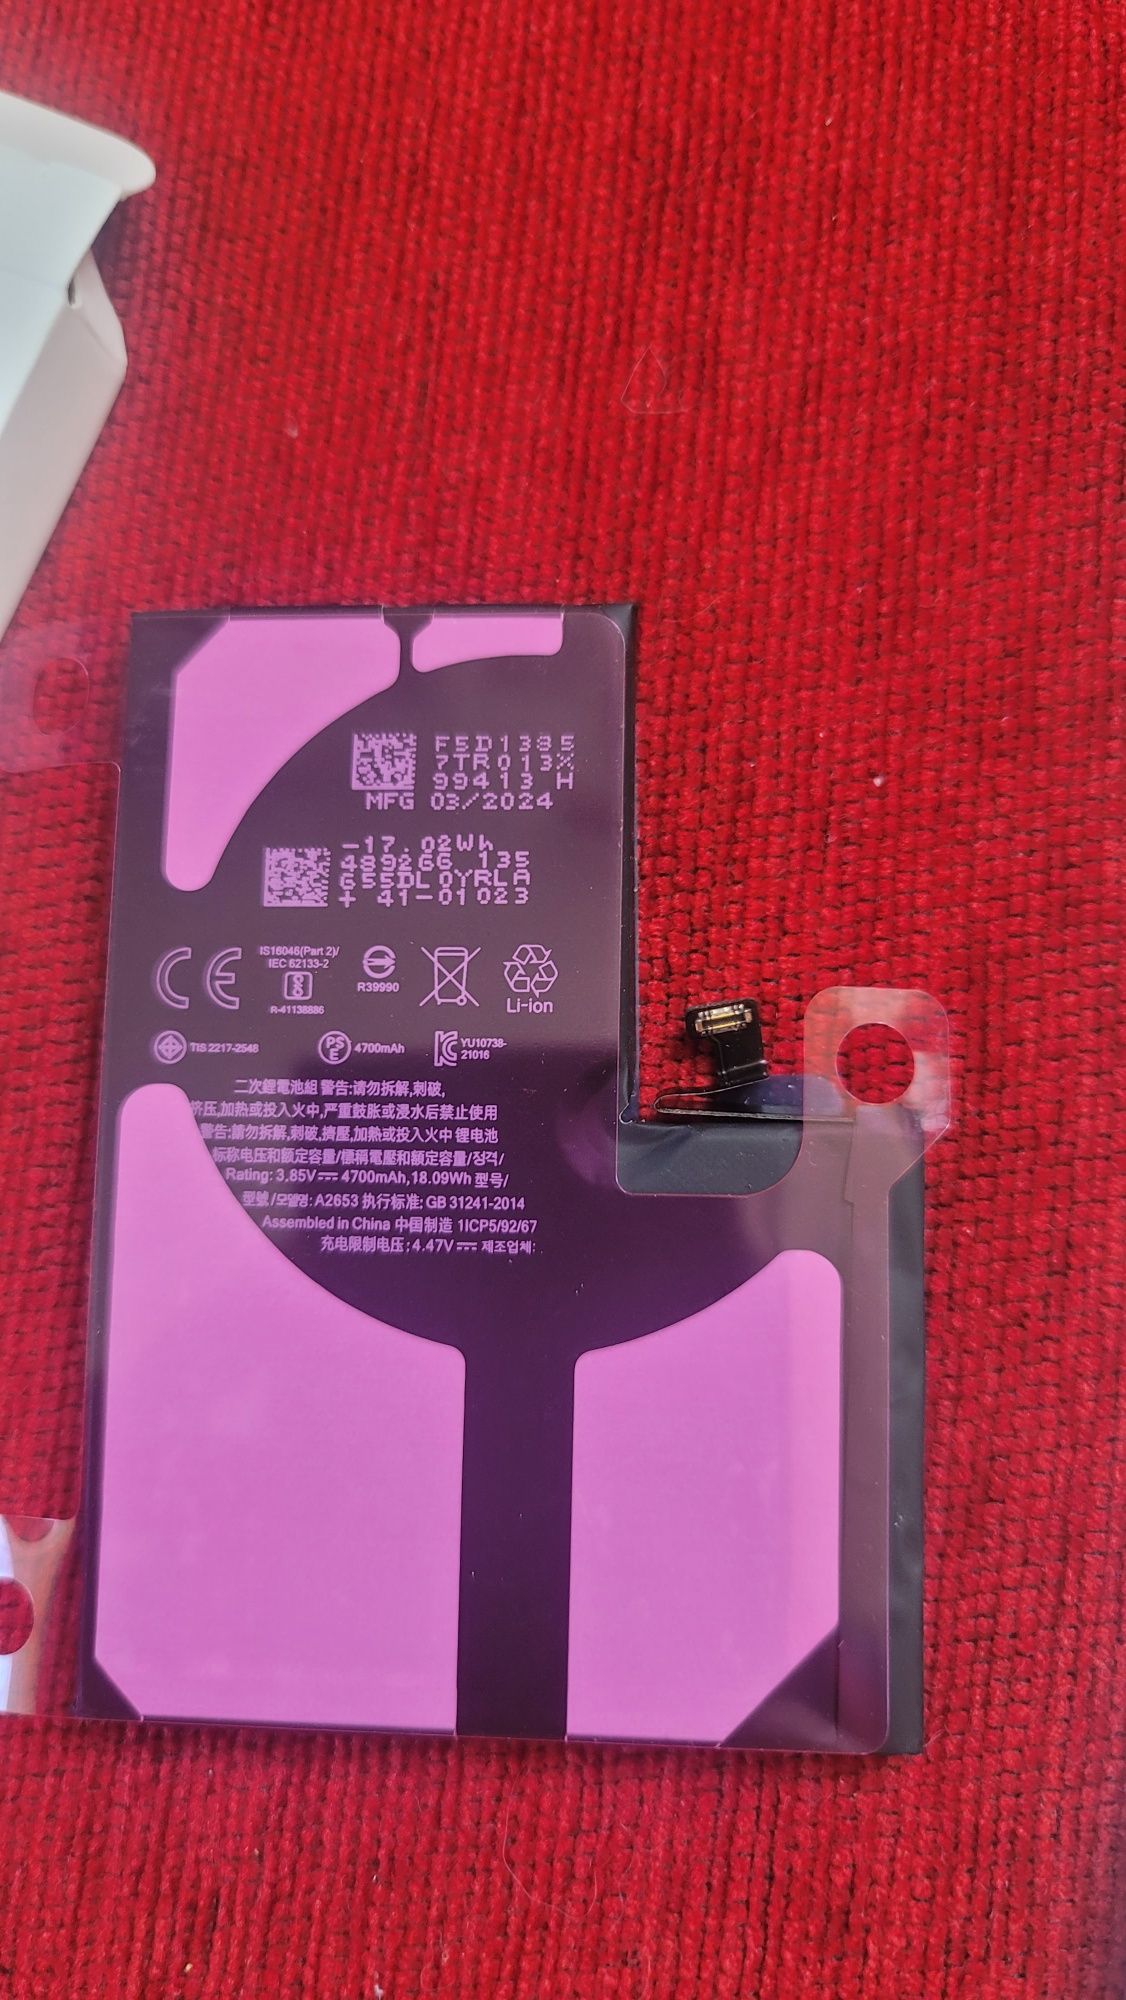 F5D1385
7TR013X
99413 H
MFG 03/2024
-17.02Wh
4892GG 135
655DL0YRLA
+ 41-01023
CE
IS16046(Part 2)/
IEC 62133-2
R-41138886
R39990
Li-ion
TIS 2217-2548
PS
E
4700mAh
YU10738-
21016
二次鋰電池組 警告:请勿拆解,刺破,
挤压,加热或投入火中,严重鼓胀或浸水后禁止使用
警告:請勿拆解,刺破,擠壓,加熱或投入火中 锂电池
标称电压和额定容量/標稱電壓和額定容量/정격/
Rating: 3.85V⎓ 4700mAh,18.09Wh 型号/
型號/모델명: A2653 执行标准: GB 31241-2014
Assembled in China 中国制造 1ICP5/92/67
充电限制电压: 4.47V⎓ 제조업체: